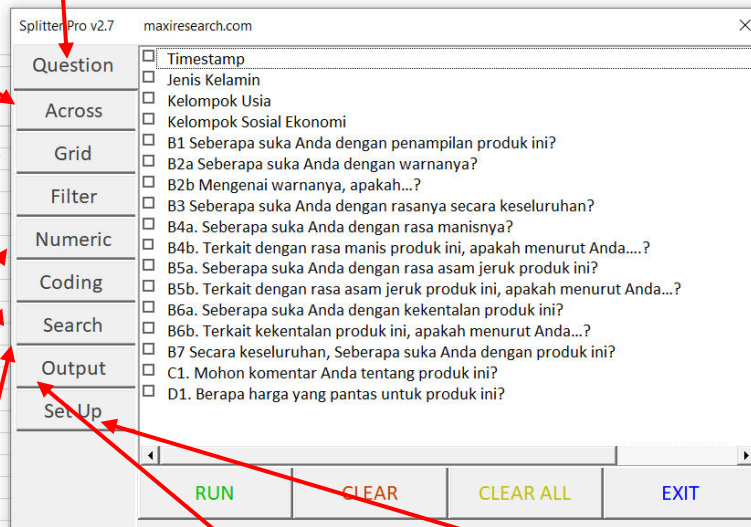 Splitter Pro v2.7 maxiresearch.com
Question
Across
Grid
Filter
Numeric
Coding
Search
Output
Set Up
Timestamp
Jenis Kelamin
Kelompok Usia
Kelompok Sosial Ekonomi
B1 Seberapa suka Anda dengan penampilan produk ini?
B2a Seberapa suka Anda dengan warnanya?
B2b Mengenai warnanya, apakah...?
B3 Seberapa suka Anda dengan rasanya secara keseluruhan?
B4a. Seberapa suka Anda dengan rasa manisnya?
B4b. Terkait dengan rasa manis produk ini, apakah menurut Anda....?
B5a. Seberapa suka Anda dengan rasa asam jeruk produk ini?
B5b. Terkait dengan rasa asam jeruk produk ini, apakah menurut Anda...?
B6a. Seberapa suka Anda dengan kekentalan produk ini?
B6b. Terkait kekentalan produk ini, apakah menurut Anda...?
B7 Secara keseluruhan, Seberapa suka Anda dengan produk ini?
C1. Mohon komentar Anda tentang produk ini?
D1. Berapa harga yang pantas untuk produk ini?
RUN CLEAR CLEAR ALL EXIT